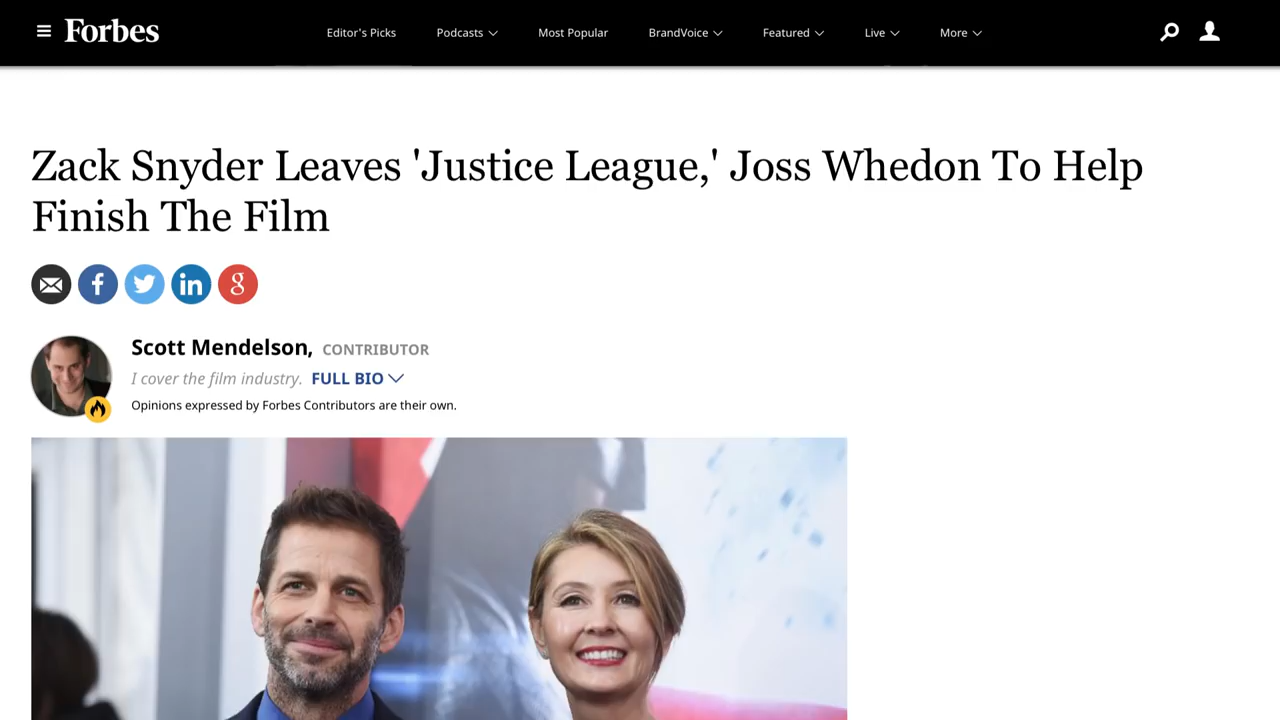 Forbes
Editor's Picks Podcasts Most Popular BrandVoice Featured Live More
Zack Snyder Leaves 'Justice League,' Joss Whedon To Help
Finish The Film
Scott Mendelson, CONTRIBUTOR
I cover the film industry. FULL BIO
Opinions expressed by Forbes Contributors are their own.